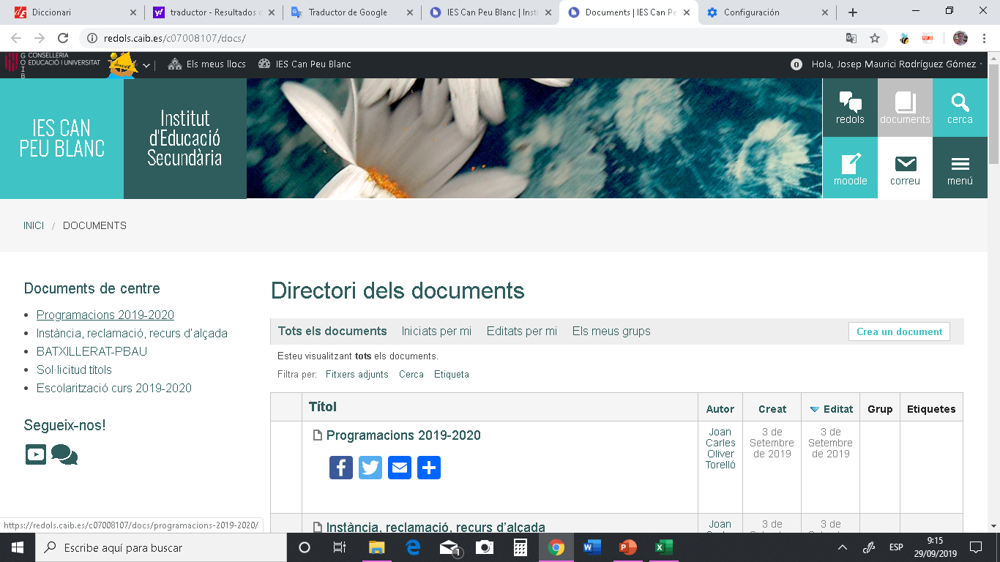 Diccionari
traductor - Resultados d
Traductor de Google
IES Can Peu Blanc | Inst
Documents | IES Can Pe
Configuración
redols.caib.es/c07008107/docs/
GOIB
CONSELLERIA
EDUCACIÓ I UNIVERSITAT
Els meus llocs
IES Can Peu Blanc
0
Hola, Josep Maurici Rodríguez Gómez
IES CAN
PEU BLANC
Institut
d'Educació
Secundària
redols
documents
cerca
moodle
correu
menú
INICI / DOCUMENTS
Documents de centre
Programacions 2019-2020
Instància, reclamació, recurs d'alçada
BATXILLERAT-PBAU
Sol·licitud títols
Escolarització curs 2019-2020
Segueix-nos!
Directori dels documents
Tots els documents Iniciats per mi Editats per mi Els meus grups Crea un document
Esteu visualitzant tots els documents.
Filtra per: Fitxers adjunts Cerca Etiqueta
Títol Autor Creat Editat Grup Etiquetes
Programacions 2019-2020
Joan
Carles
Oliver
Torelló
3 de
Setembre
de 2019
3 de
Setembre
de 2019
Instància, reclamació, recurs d'alçada
Joan
3 de
3 de
https://redols.caib.es/c07008107/docs/programacions-2019-2020/
Escribe aquí para buscar
1
ESP
9:15
29/09/2019